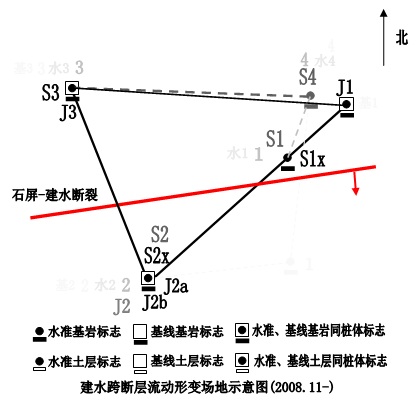 北
3
水3
3
4
水4
S4
J1
S3
J3
S1
水1
1
S1x
石屏-建水断裂
S2
S2x
2
J2a
J2
J2b
1
水准基岩标志
基线基岩标志
水准、基线基岩同桩体标志
水准土层标志
基线土层标志
水准、基线土层同桩体标志
建水跨断层流动形变场地示意图(2008.11-)